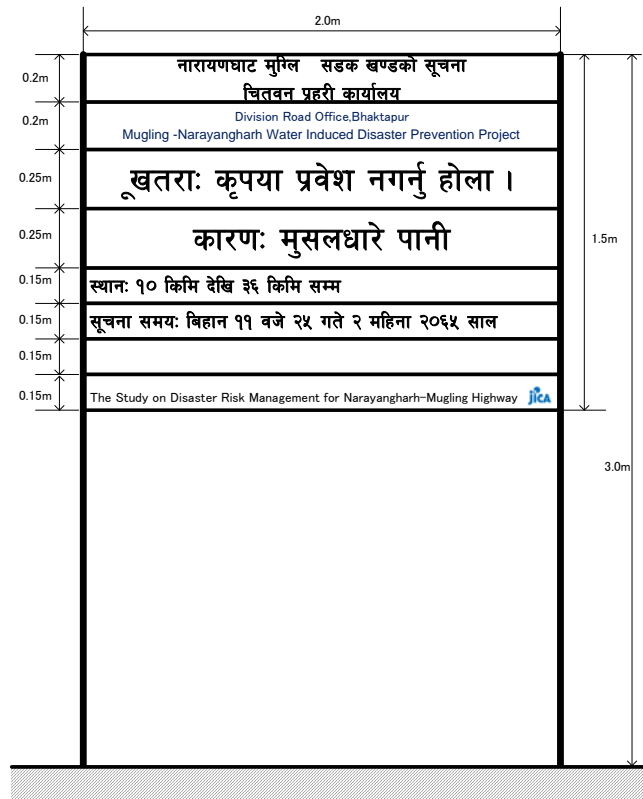 2.0m
नारायणघाट मुग्लि सडक खण्डको सूचना
0.2m
चितवन प्रहरी कार्यालय
0.2m
Division Road Office,Bhaktapur
Mugling -Narayangharh Water Induced Disaster Prevention Project
0.25m
खतराः कृपया प्रवेश नगर्नु होला ।
0.25m
कारणः मुसलधारे पानी
1.5m
0.15m
स्थानः १० किमि देखि ३६ किमि सम्म
0.15m
सूचना समयः बिहान ११ वजे २५ गते २ महिना २०६५ साल
0.15m
0.15m
The Study on Disaster Risk Management for Narayangharh-Mugling Highway jica
3.0m